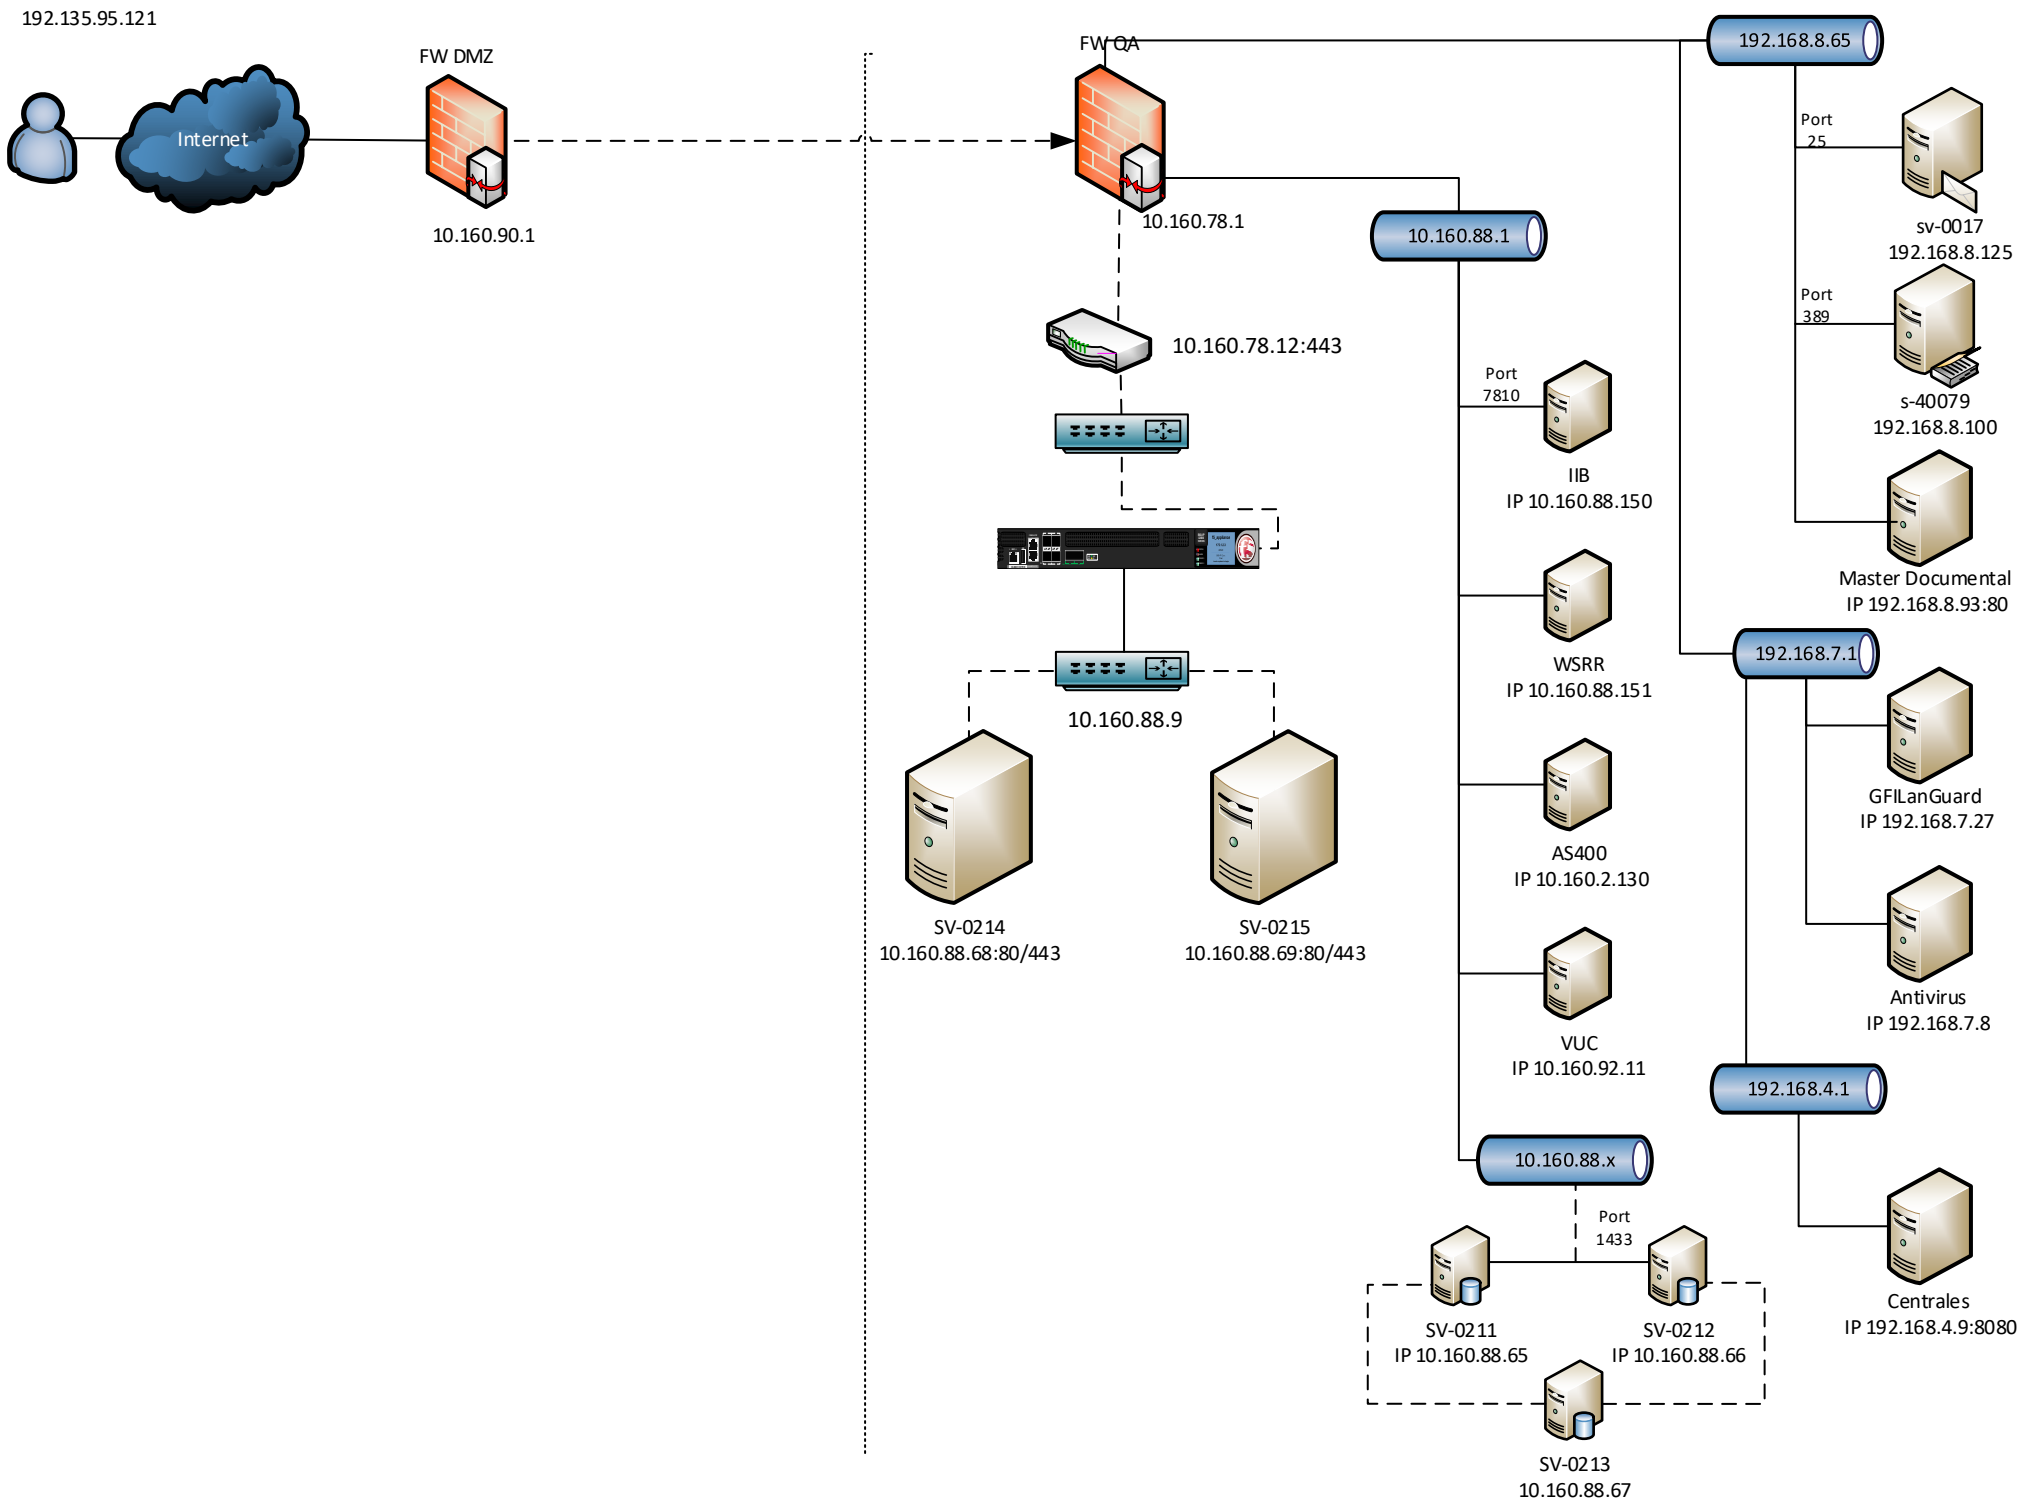 192.135.95.121
FW DMZ
Internet
10.160.90.1
FW QA
10.160.78.1
10.160.78.12:443
10.160.88.9
SV-0214
10.160.88.68:80/443
SV-0215
10.160.88.69:80/443
10.160.88.1
Port
7810
IIB
IP 10.160.88.150
WSRR
IP 10.160.88.151
AS400
IP 10.160.2.130
VUC
IP 10.160.92.11
10.160.88.x
Port
1433
SV-0211
IP 10.160.88.65
SV-0212
IP 10.160.88.66
SV-0213
10.160.88.67
192.168.8.65
Port
25
sv-0017
192.168.8.125
Port
389
s-40079
192.168.8.100
Master Documental
IP 192.168.8.93:80
192.168.7.1
GFILanGuard
IP 192.168.7.27
Antivirus
IP 192.168.7.8
192.168.4.1
Centrales
IP 192.168.4.9:8080